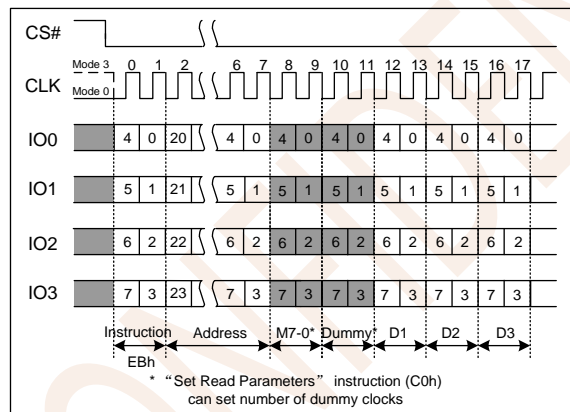 CS#
Mode 3 0 1 2 6 7 8 9 10 11 12 13 14 15 16 17
CLK
Mode 0
IO0 4 0 20 4 0 4 0 4 0 4 0 4 0 4 0
IO1 5 1 21 5 1 5 1 5 1 5 1 5 1 5 1
IO2 6 2 22 6 2 6 2 6 2 6 2 6 2 6 2
IO3 7 3 23 7 3 7 3 7 3 7 3 7 3 7 3
Instruction Address M7-0* Dummy* D1 D2 D3
EBh
* “Set Read Parameters” instruction (C0h)
can set number of dummy clocks